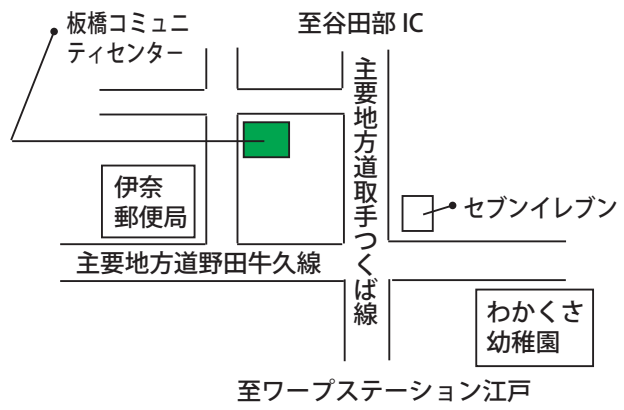 板橋コミュニ
ティセンター
至谷田部 IC
主要地方道取手つくば線
伊奈
郵便局
セブンイレブン
主要地方道野田牛久線
わかくさ
幼稚園
至ワープステーション江戸